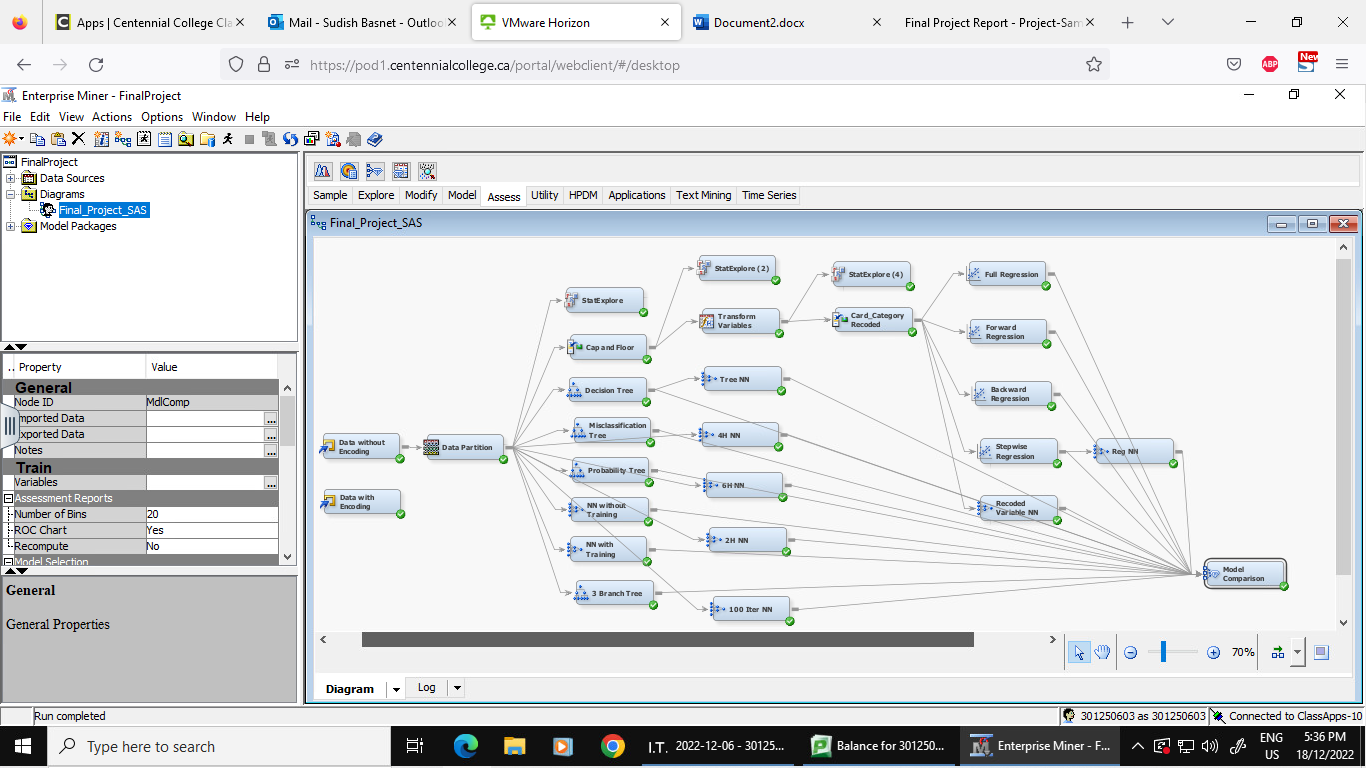 Apps | Centennial College Cla
Mail - Sudish Basnet - Outloo
VMware Horizon
Document2.docx
Final Project Report - Project-Sam
https://pod1.centennialcollege.ca/portal/webclient/#/desktop
ABP
New
Enterprise Miner - FinalProject
File Edit View Actions Options Window Help
FinalProject
Data Sources
Diagrams
Final_Project_SAS
Model Packages
.. Property Value
General
Node ID MdlComp
mported Data ...
xported Data ...
Notes ...
Train
Variables ...
Assessment Reports
Number of Bins 20
ROC Chart Yes
Recompute No
Model Selection
General
General Properties
Sample Explore Modify Model Assess Utility HPDM Applications Text Mining Time Series
Final_Project_SAS
StatExplore (2)
StatExplore (4)
Full Regression
StatExplore
Transform
Variables
Card_Category
Recoded
Forward
Regression
Cap and Floor
Decision Tree
Tree NN
Backward
Regression
Misclassification
Tree
4H NN
Data without
Encoding
Data Partition
Stepwise
Regression
Reg NN
Probability Tree
6H NN
Data with
Encoding
NN without
Training
Recoded
Variable NN
NN with
Training
2H NN
Model
Comparison
3 Branch Tree
100 Iter NN
70%
Diagram
Log
Run completed
301250603 as 301250603
Connected to ClassApps-10
Type here to search
I.T. 2022-12-06 - 30125...
Balance for 301250...
Enterprise Miner - F...
ENG
US
5:36 PM
18/12/2022